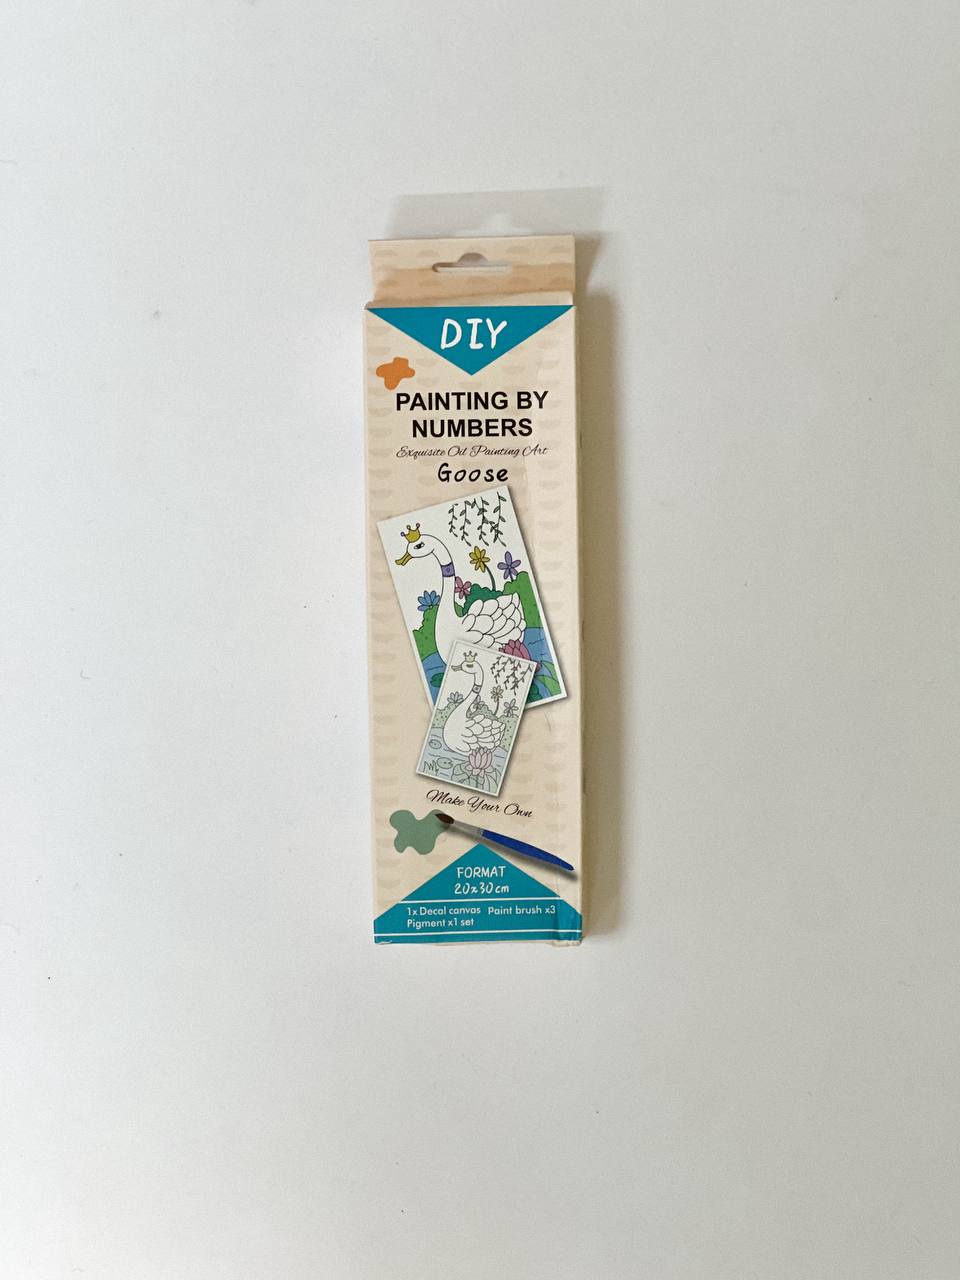 DIY
PAINTING BY
NUMBERS
Exquisite Oil Painting Art
Goose
Make Your Own
FORMAT
20x30cm
1x Decal canvas Paint brush x3
Pigment x1 set